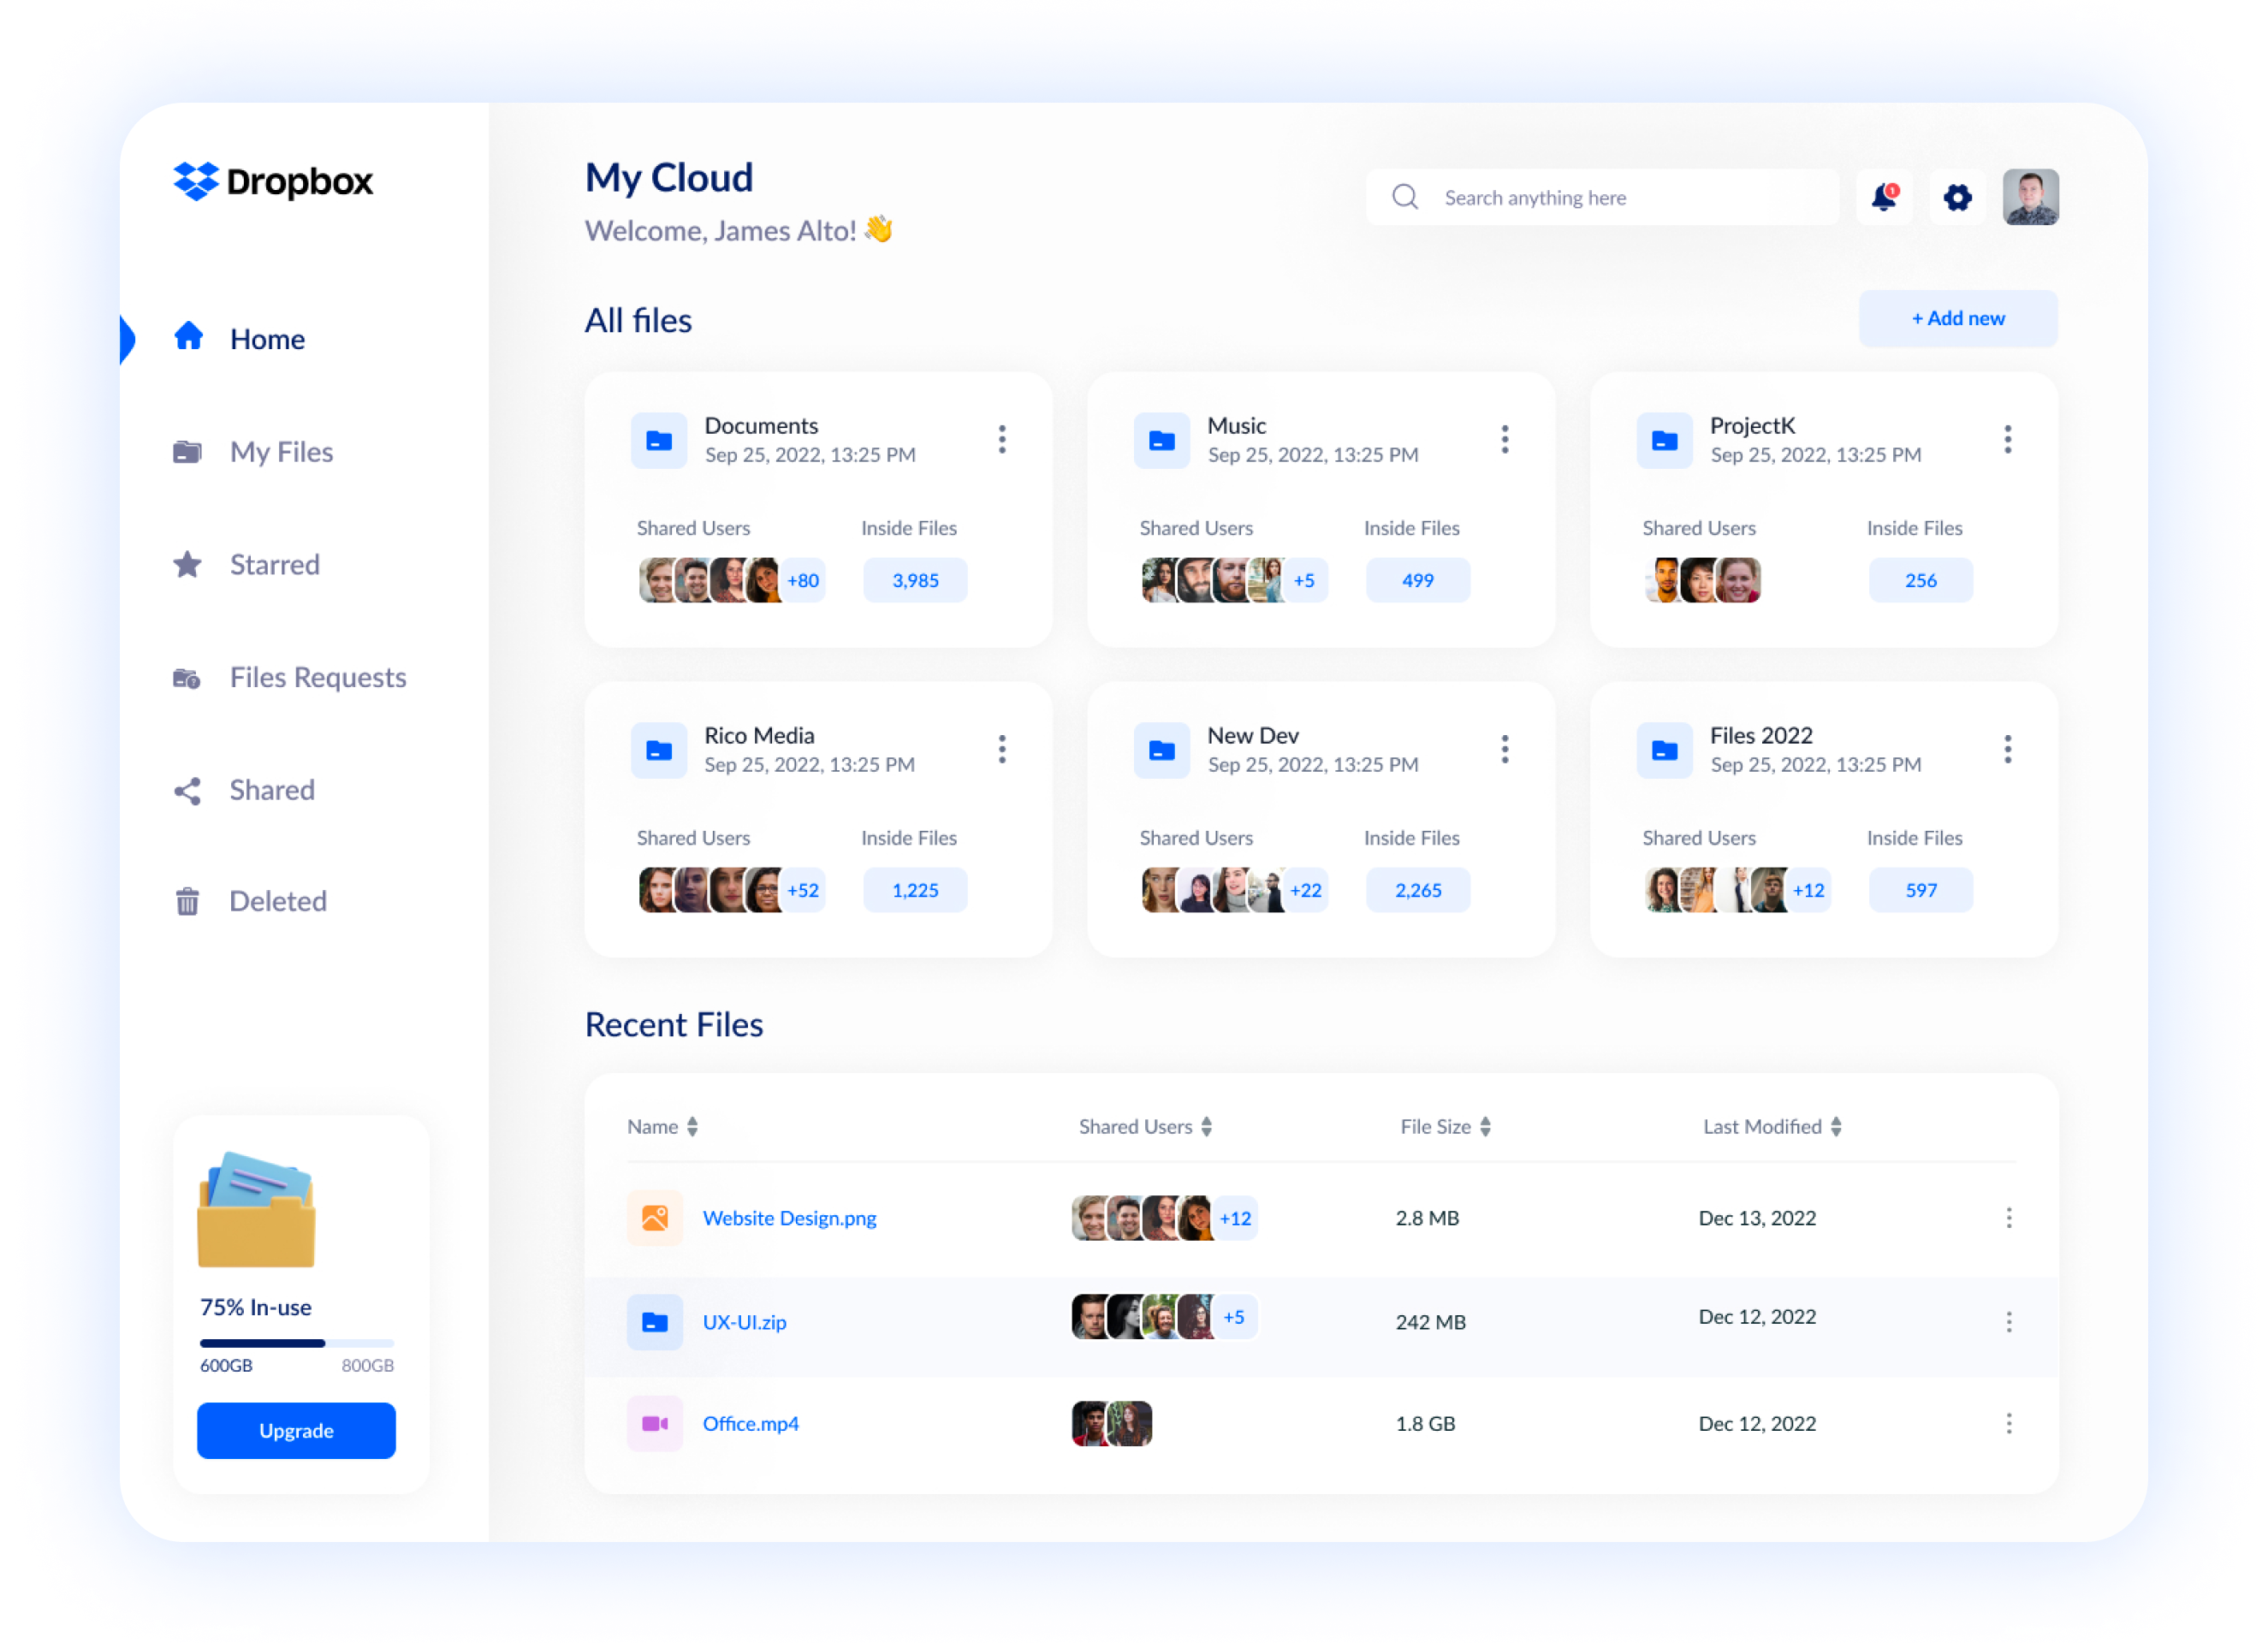 Dropbox
Home
My Files
Starred
Files Requests
Shared
Deleted
75% In-use
600GB 800GB
Upgrade
My Cloud
Welcome, James Alto! 👋
Search anything here
1
All files
+ Add new
Documents
Sep 25, 2022, 13:25 PM
Shared Users Inside Files
+80 3,985
Music
Sep 25, 2022, 13:25 PM
Shared Users Inside Files
+5 499
ProjectK
Sep 25, 2022, 13:25 PM
Shared Users Inside Files
256
Rico Media
Sep 25, 2022, 13:25 PM
Shared Users Inside Files
+52 1,225
New Dev
Sep 25, 2022, 13:25 PM
Shared Users Inside Files
+22 2,265
Files 2022
Sep 25, 2022, 13:25 PM
Shared Users Inside Files
+12 597
Recent Files
Name Shared Users File Size Last Modified
Website Design.png +12 2.8 MB Dec 13, 2022
UX-UI.zip +5 242 MB Dec 12, 2022
Office.mp4 1.8 GB Dec 12, 2022